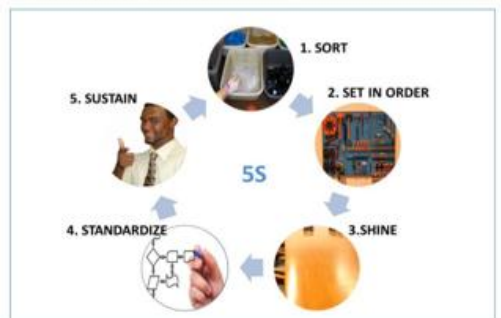 1. SORT
2. SET IN ORDER
3.SHINE
4. STANDARDIZE
5. SUSTAIN
5S